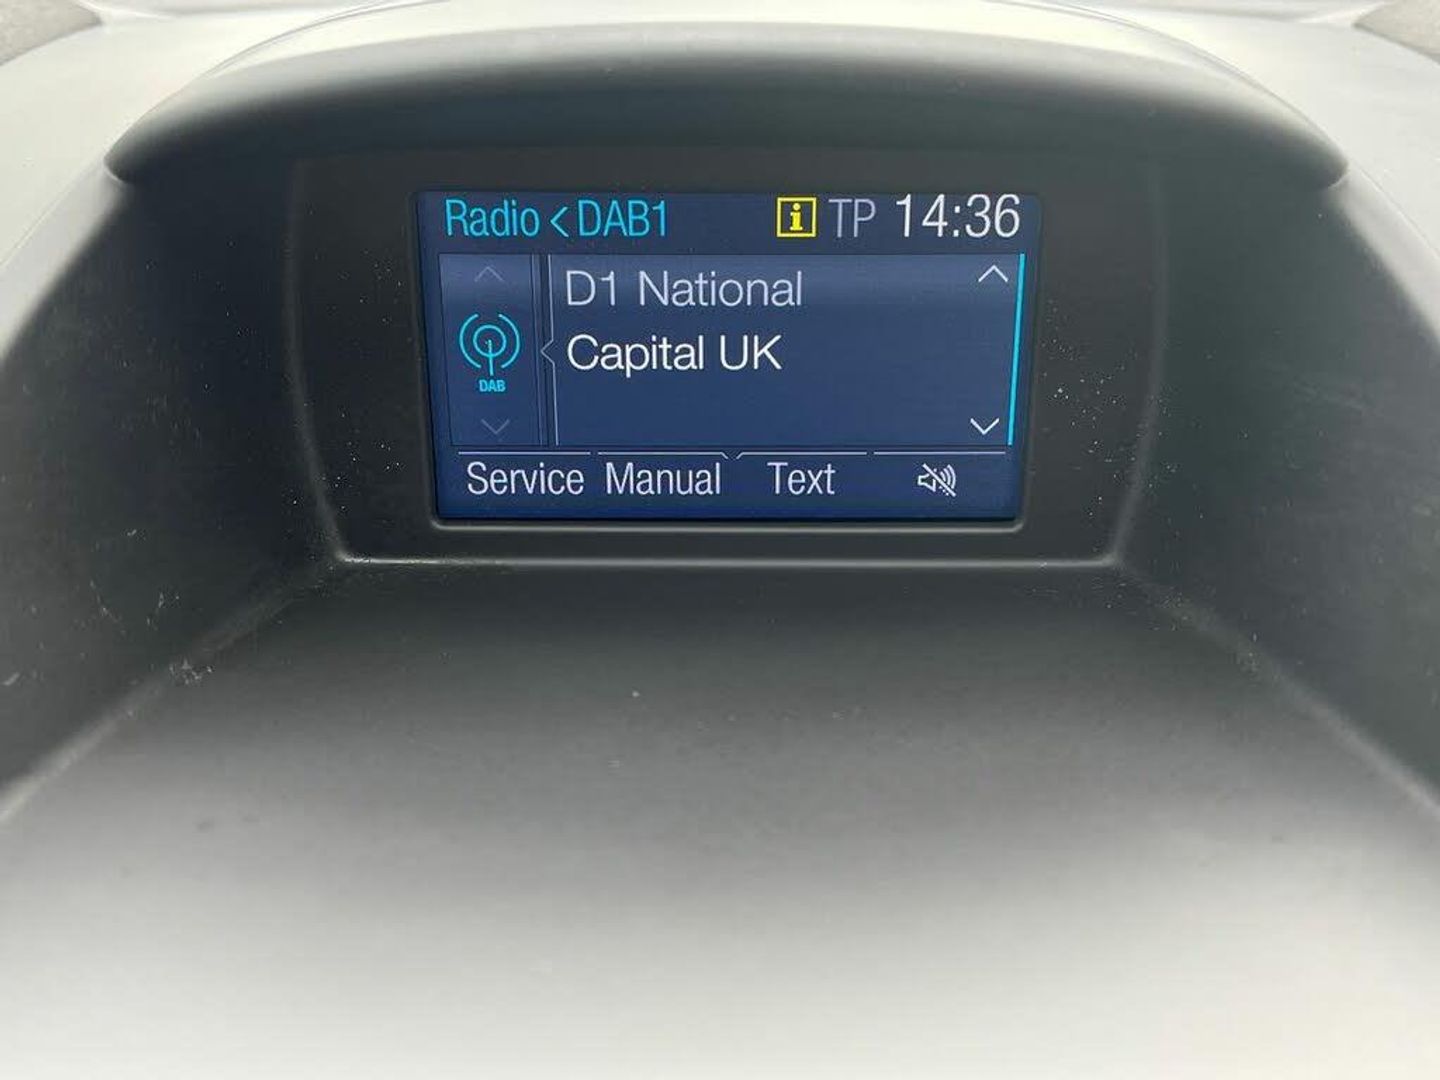 Radio < DAB1 i TP 14:36
D1 National
Capital UK
DAB
Service Manual Text